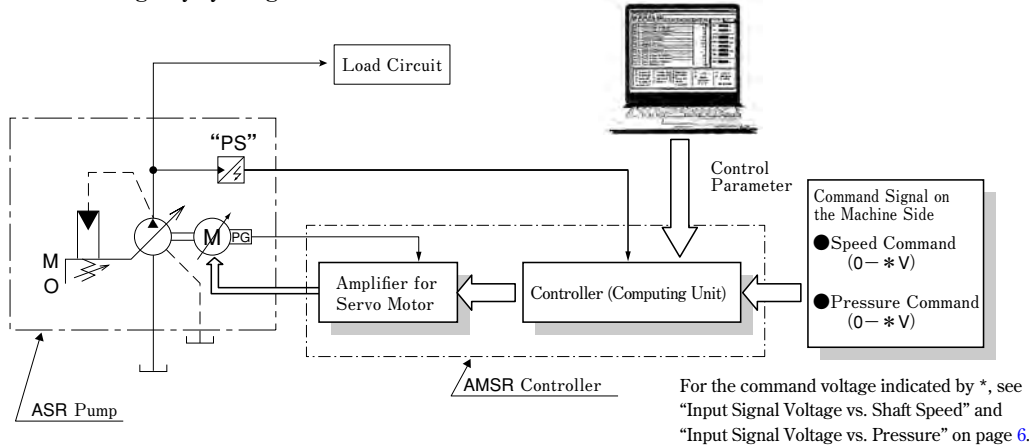 Load Circuit
“PS”
Control
Parameter
Command Signal on
the Machine Side
●Speed Command
(0－＊V)
●Pressure Command
(0－＊V)
M
O
M
PG
Amplifier for
Servo Motor
Controller (Computing Unit)
AMSR Controller
ASR Pump
For the command voltage indicated by *, see
“Input Signal Voltage vs. Shaft Speed” and
“Input Signal Voltage vs. Pressure” on page 6.